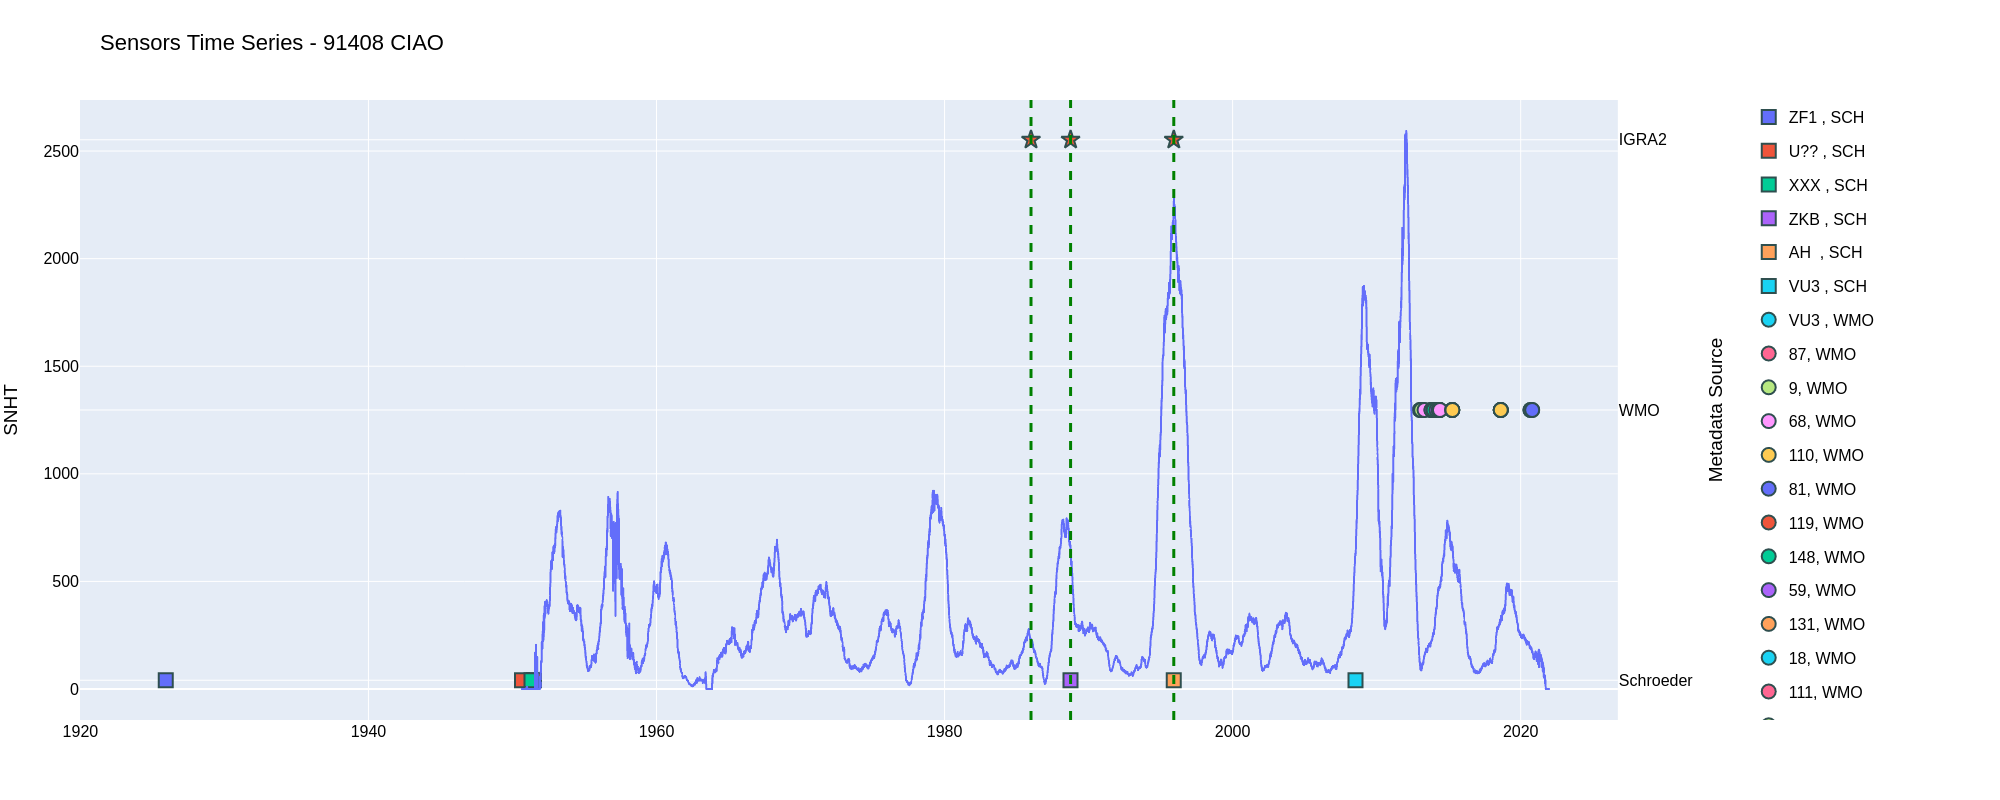 Sensors Time Series - 91408 CIAO
SNHT
2500
2000
1500
1000
500
0
1920
1940
1960
1980
2000
2020
IGRA2
WMO
Schroeder
Metadata Source
ZF1 , SCH
U?? , SCH
XXX , SCH
ZKB , SCH
AH  , SCH
VU3 , SCH
VU3 , WMO
87, WMO
9, WMO
68, WMO
110, WMO
81, WMO
119, WMO
148, WMO
59, WMO
131, WMO
18, WMO
111, WMO